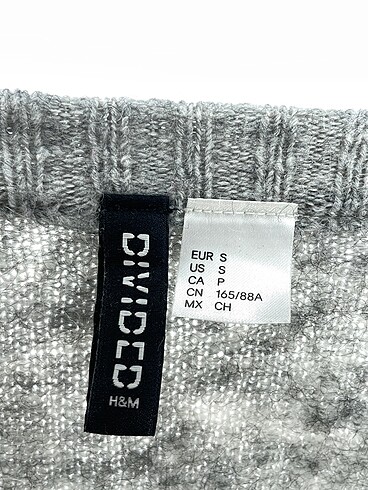 DIVIDED
H&M
EUR S
US S
CA P
CN 165/88A
MX CH